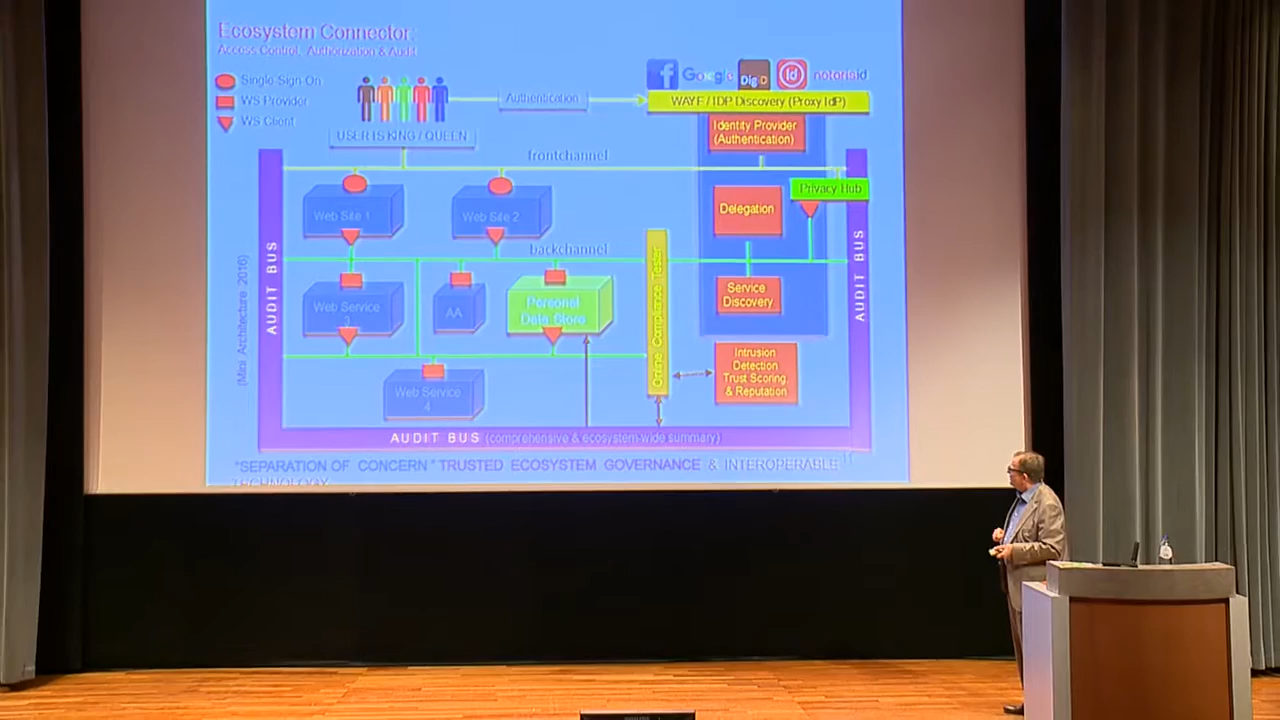 Ecosystem Connector:
Access Control, Authorization & Audit
Single Sign-On
WS Provider
WS Client
USER IS KING / QUEEN
Authentication
Google
Dig D
id
notarisid
WAYF / IDP Discovery (Proxy IdP)
Identity Provider
(Authentication)
frontchannel
Privacy Hub
Web Site 1
Web Site 2
Delegation
AUDIT BUS
backchannel
Online Compliance Tester
AUDIT BUS
(Mini Architecture 2016)
Web Service
3
AA
Personal
Data Store
Service
Discovery
Intrusion
Detection
Trust Scoring,
& Reputation
Web Service
4
AUDIT BUS (comprehensive & ecosystem-wide summary)
"SEPARATION OF CONCERN" TRUSTED ECOSYSTEM GOVERNANCE & INTEROPERABLE
TECHNOLOGY